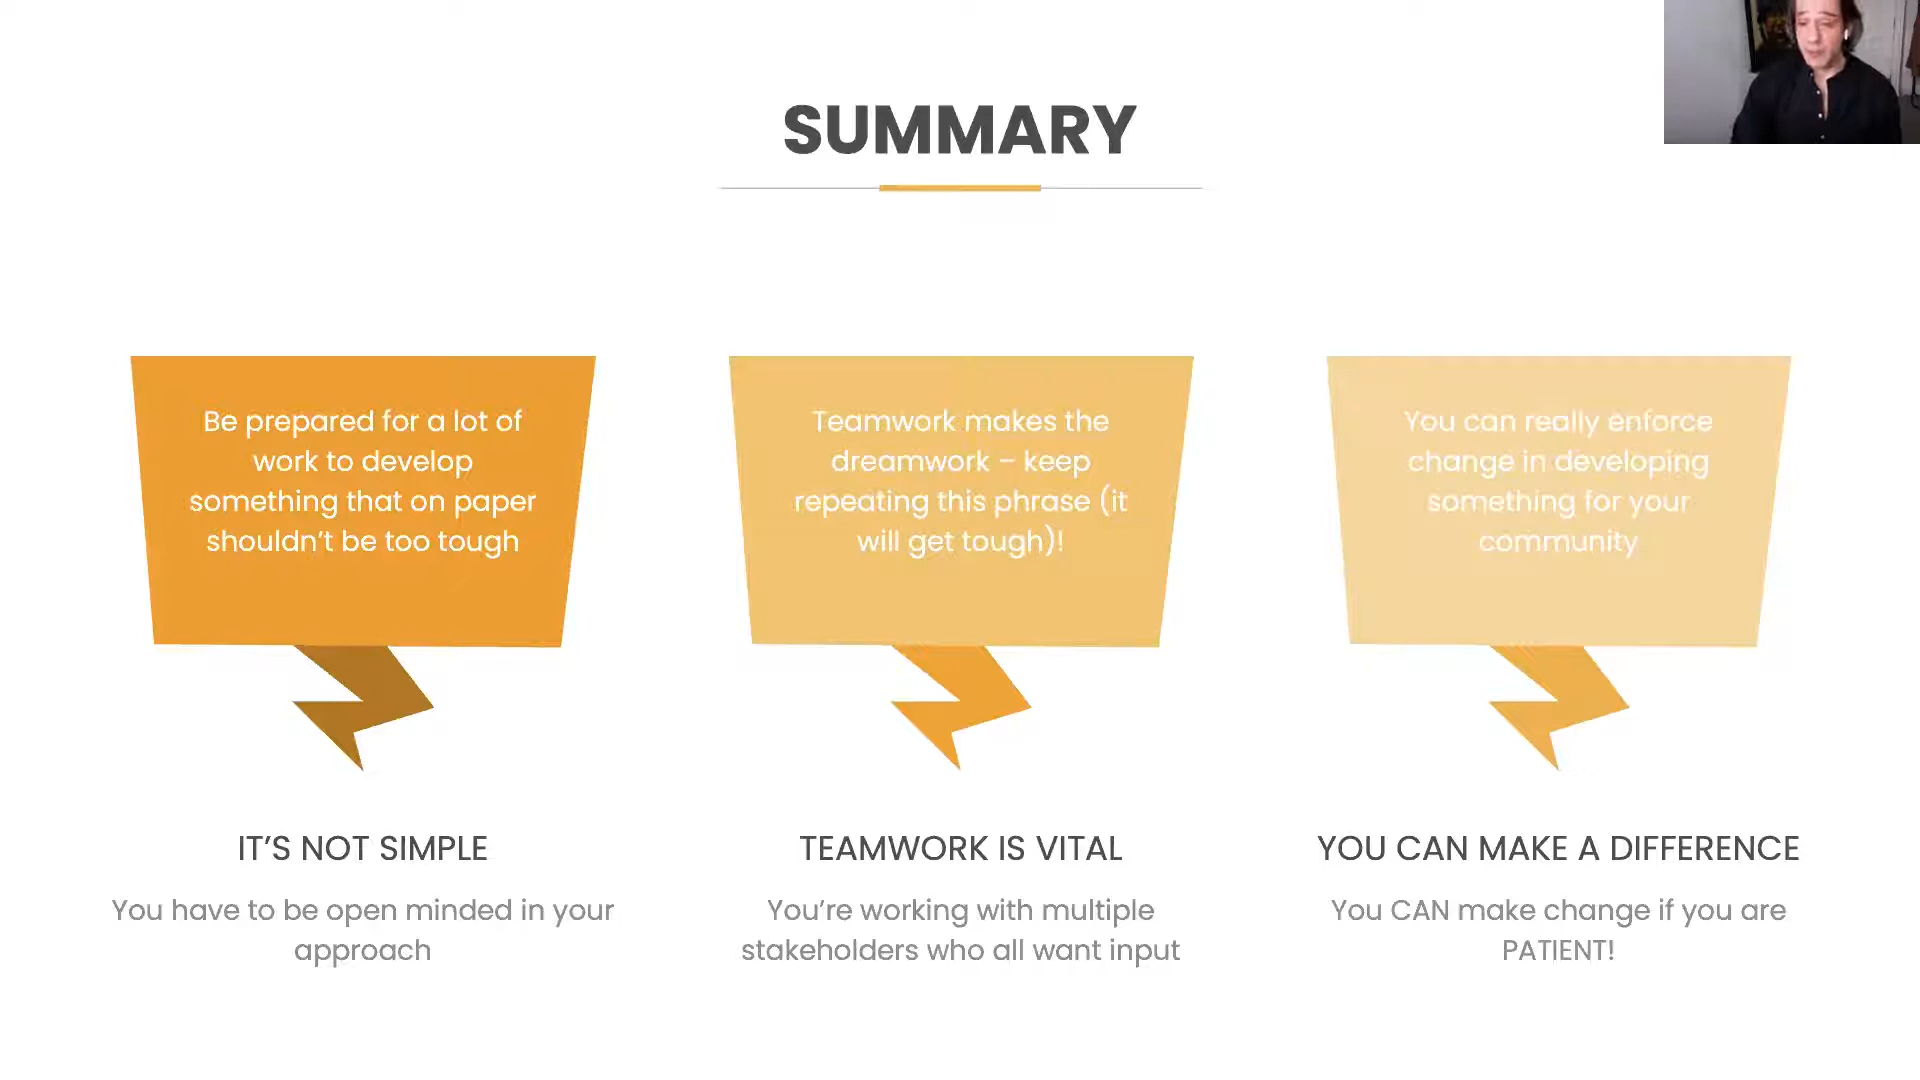 SUMMARY
Be prepared for a lot of
work to develop
something that on paper
shouldn’t be too tough
Teamwork makes the
dreamwork – keep
repeating this phrase (it
will get tough)!
You can really enforce
change in developing
something for your
community
IT’S NOT SIMPLE
You have to be open minded in your
approach
TEAMWORK IS VITAL
You’re working with multiple
stakeholders who all want input
YOU CAN MAKE A DIFFERENCE
You CAN make change if you are
PATIENT!